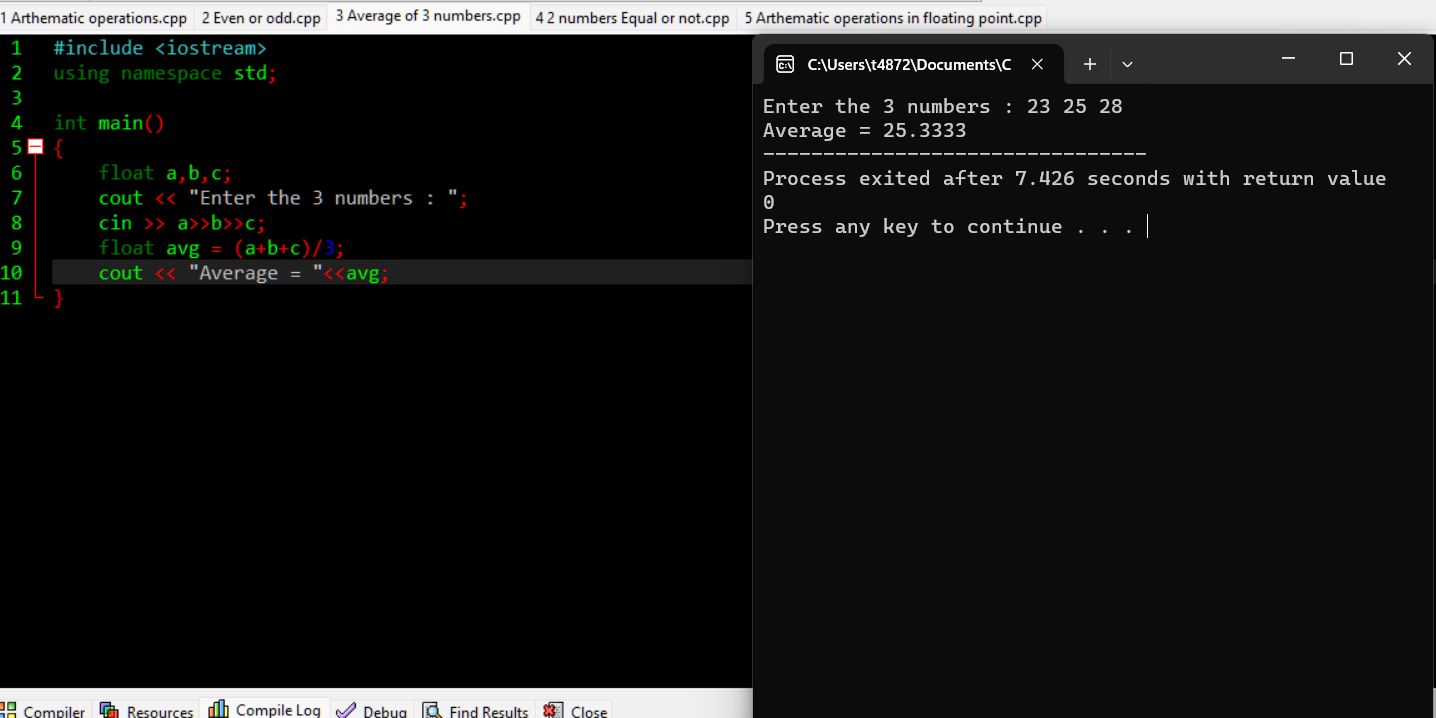 1 Arthematic operations.cpp 2 Even or odd.cpp 3 Average of 3 numbers.cpp 4 2 numbers Equal or not.cpp 5 Arthematic operations in floating point.cpp
1 #include <iostream>
2 using namespace std;
3
4 int main()
5 {
6 float a,b,c;
7 cout << "Enter the 3 numbers : ";
8 cin >> a>>b>>c;
9 float avg = (a+b+c)/3;
10 cout << "Average = "<<avg;
11 }
C:\Users\t4872\Documents\C
Enter the 3 numbers : 23 25 28
Average = 25.3333
--------------------------------
Process exited after 7.426 seconds with return value
0
Press any key to continue . . .
Compiler Resources Compile Log Debug Find Results Close